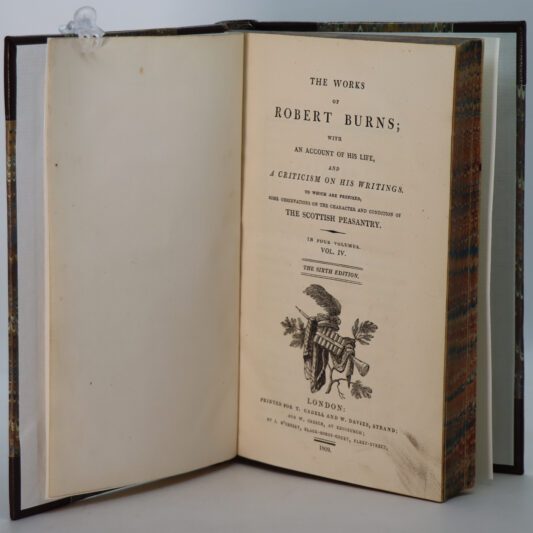 THE WORKS
OF
ROBERT BURNS;
WITH
AN ACCOUNT OF HIS LIFE,
AND
A CRITICISM ON HIS WRITINGS.
TO WHICH ARE PREFIXED,
SOME OBSERVATIONS ON THE CHARACTER AND CONDITION OF
THE SCOTTISH PEASANTRY.
IN FOUR VOLUMES.
VOL. IV.
THE SIXTH EDITION.
LONDON:
PRINTED FOR T. CADELL AND W. DAVIES, STRAND;
AND W. CREECH, AT EDINBURGH;
BY J. M'CREERY, BLACK-HORSE-COURT, FLEET-STREET.
1809.